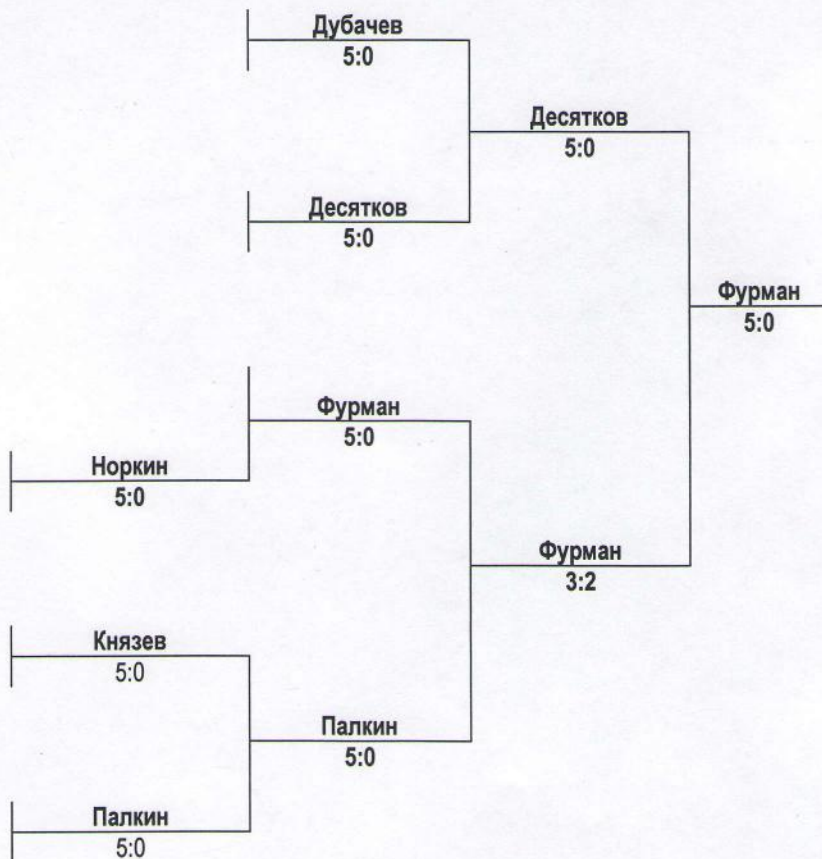 Дубачев
5:0
Десятков
5:0
Десятков
5:0
Фурман
5:0
Фурман
5:0
Норкин
5:0
Фурман
3:2
Князев
5:0
Палкин
5:0
Палкин
5:0